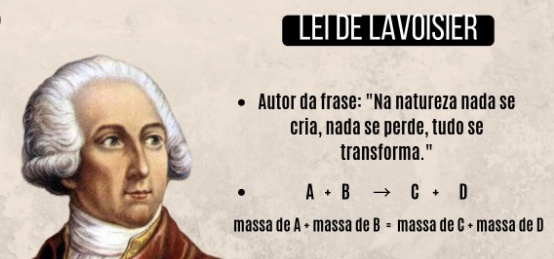 LEI DE LAVOISIER
• Autor da frase: "Na natureza nada se
cria, nada se perde, tudo se
transforma."
• A + B → C + D
massa de A + massa de B = massa de C + massa de D